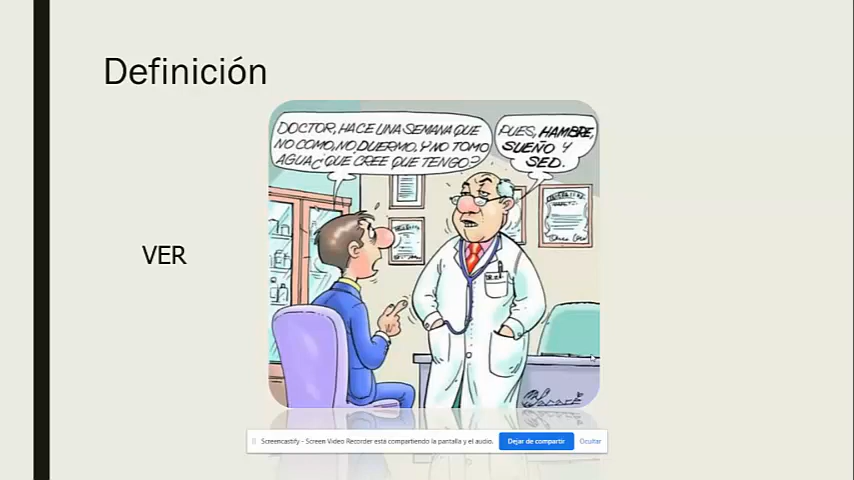 Definición
DOCTOR, HACE UNA SEMANA QUE
NO COMO, NO DUERMO, Y NO TOMO
AGUA ¿QUE CREE QUE TENGO?
PUES, HAMBRE,
SUEÑO Y
SED.
VER
Screencastify - Screen Video Recorder está compartiendo la pantalla y el audio.
Dejar de compartir
Ocultar